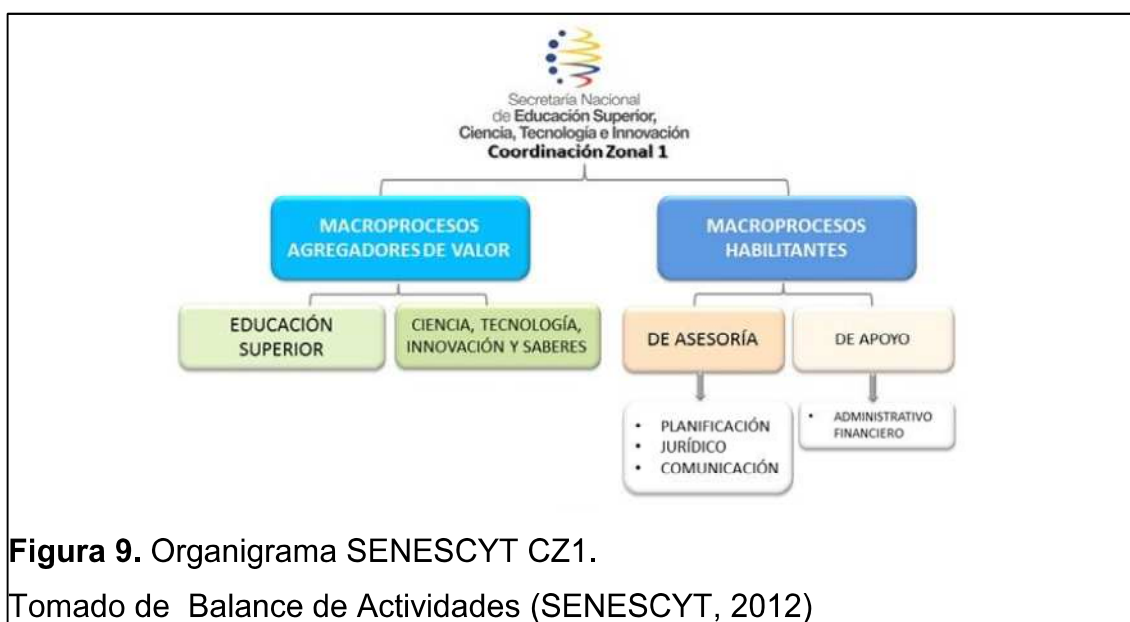 Secretaría Nacional
de Educación Superior,
Ciencia, Tecnología e Innovación
Coordinación Zonal 1
MACROPROCESOS
AGREGADORES DE VALOR
MACROPROCESOS
HABILITANTES
EDUCACIÓN
SUPERIOR
CIENCIA, TECNOLOGÍA,
INNOVACIÓN Y SABERES
DE ASESORÍA
DE APOYO
• PLANIFICACIÓN
• JURÍDICO
• COMUNICACIÓN
• ADMINISTRATIVO
FINANCIERO
Figura 9. Organigrama SENESCYT CZ1.
Tomado de Balance de Actividades (SENESCYT, 2012)